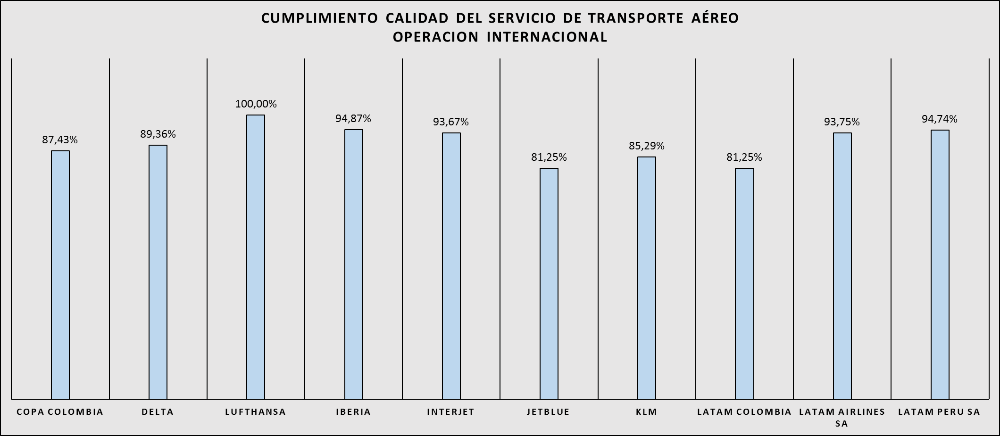 CUMPLIMIENTO CALIDAD DEL SERVICIO DE TRANSPORTE AÉREO
OPERACION INTERNACIONAL
87,43%
89,36%
100,00%
94,87%
93,67%
81,25%
85,29%
81,25%
93,75%
94,74%
COPA COLOMBIA
DELTA
LUFTHANSA
IBERIA
INTERJET
JETBLUE
KLM
LATAM COLOMBIA
LATAM AIRLINES
SA
LATAM PERU SA